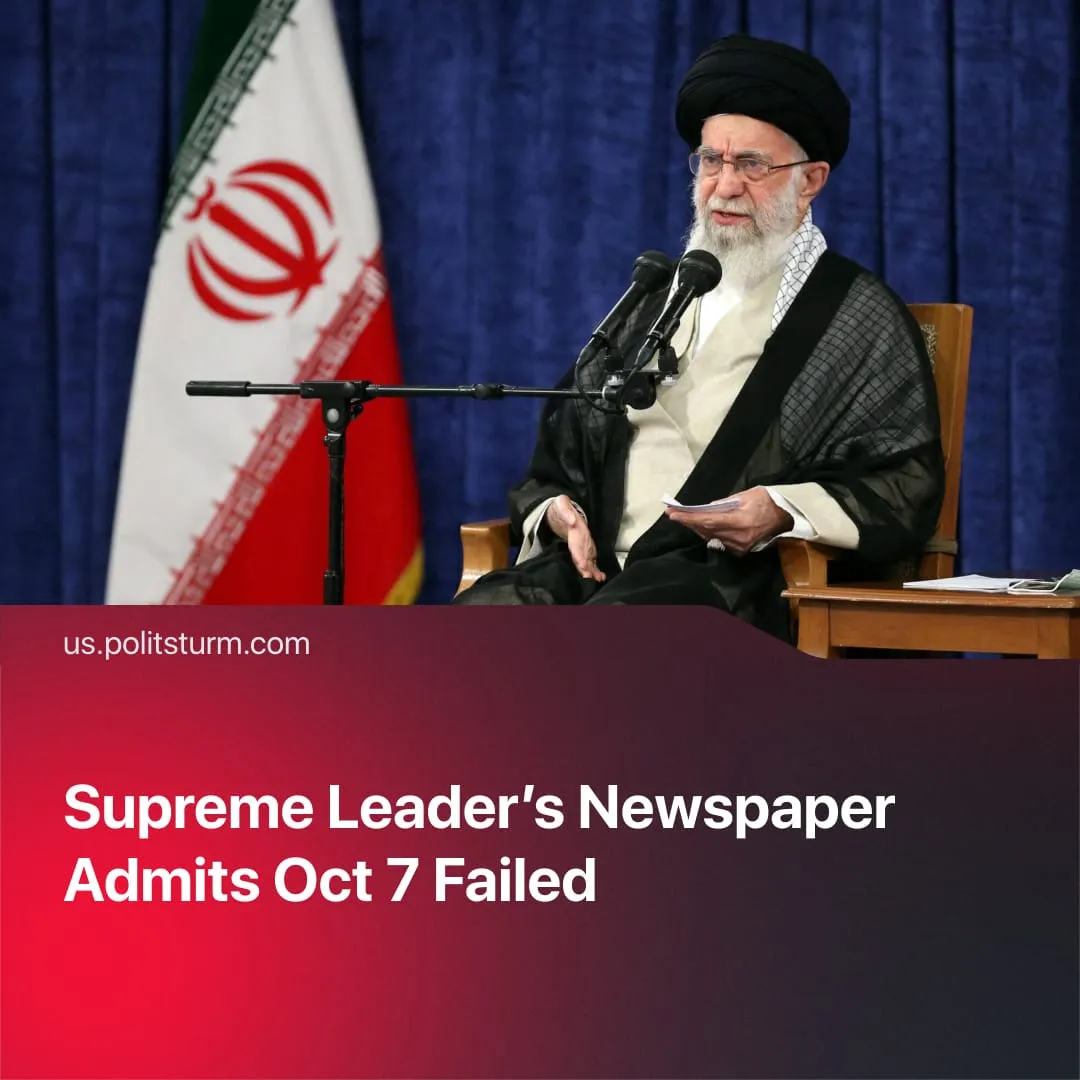 us.politsturm.com
Supreme Leader’s Newspaper
Admits Oct 7 Failed